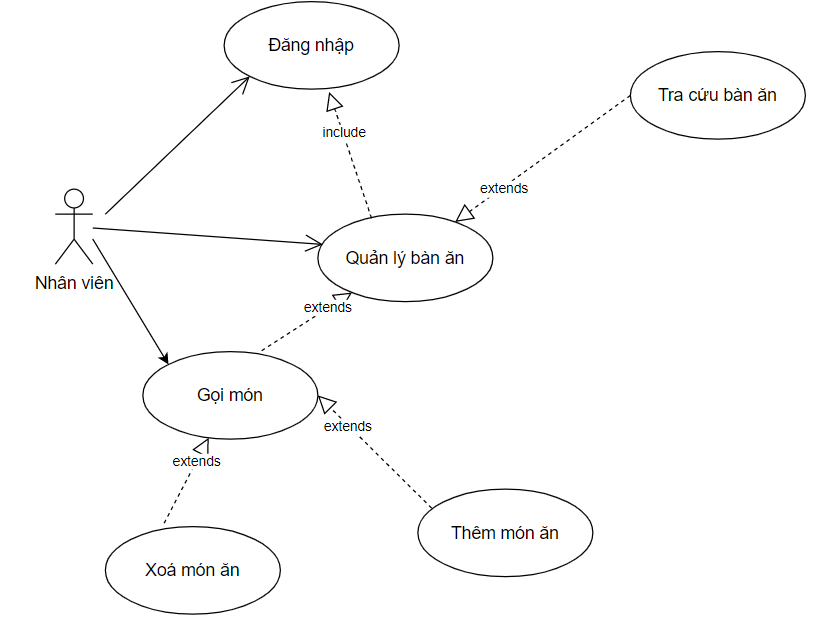 Đăng nhập
Tra cứu bàn ăn
include
extends
Quản lý bàn ăn
Nhân viên
extends
Gọi món
extends
extends
Thêm món ăn
Xoá món ăn